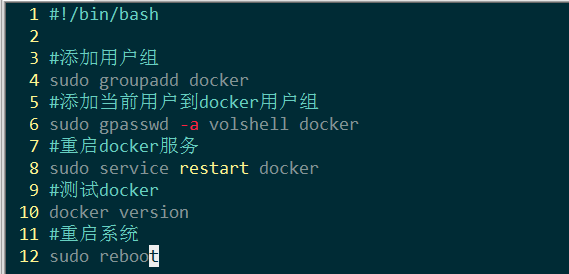 1 #!/bin/bash
2
3 #添加用户组
4 sudo groupadd docker
5 #添加当前用户到docker用户组
6 sudo gpasswd -a volshell docker
7 #重启docker服务
8 sudo service restart docker
9 #测试docker
10 docker version
11 #重启系统
12 sudo reboot